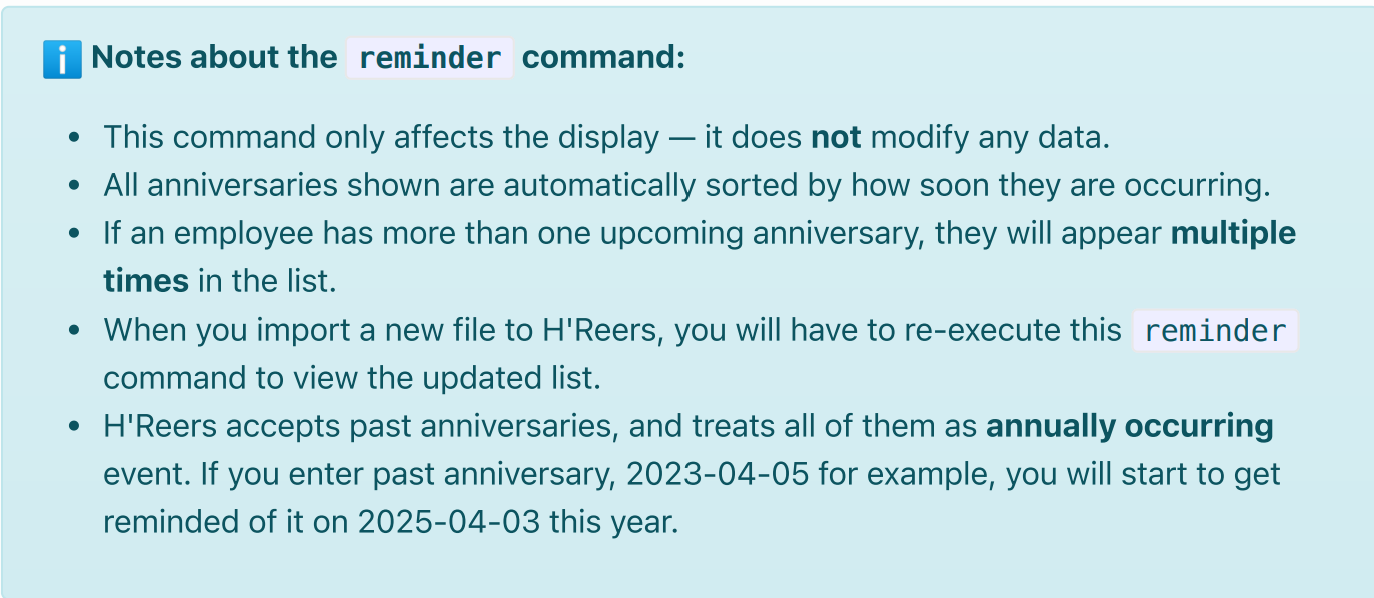 ℹ️ Notes about the reminder command:
• This command only affects the display — it does not modify any data.
• All anniversaries shown are automatically sorted by how soon they are occurring.
• If an employee has more than one upcoming anniversary, they will appear multiple
times in the list.
• When you import a new file to H'Reers, you will have to re-execute this reminder
command to view the updated list.
• H'Reers accepts past anniversaries, and treats all of them as annually occurring
event. If you enter past anniversary, 2023-04-05 for example, you will start to get
reminded of it on 2025-04-03 this year.